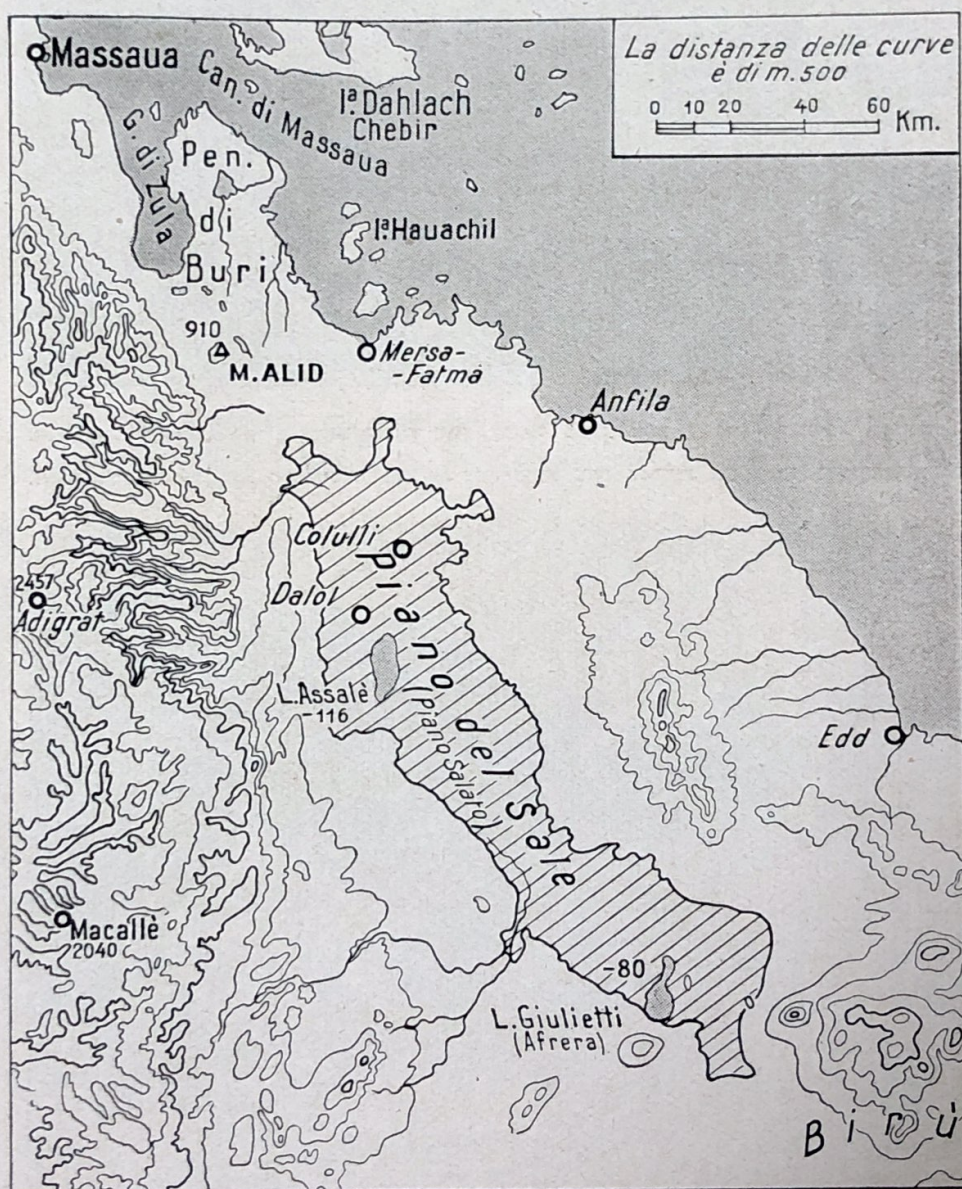 La distanza delle curve
è di m. 500
0 10 20 40 60 Km.
Massaua
Can. di Massaua
Iª. Dahlach
Chebir
G. di Zula
Pen.
di
Buri
Iª. Hauachil
910
M. ALID
Mersa-
-Fatma
Anfila
Colulli
Dalol
2457
Adigrat
L. Assalè
-116
Piano del Sale
(piano Salato)
Edd
Macallè
2040
-80
L. Giulietti
(Afrera)
Birù